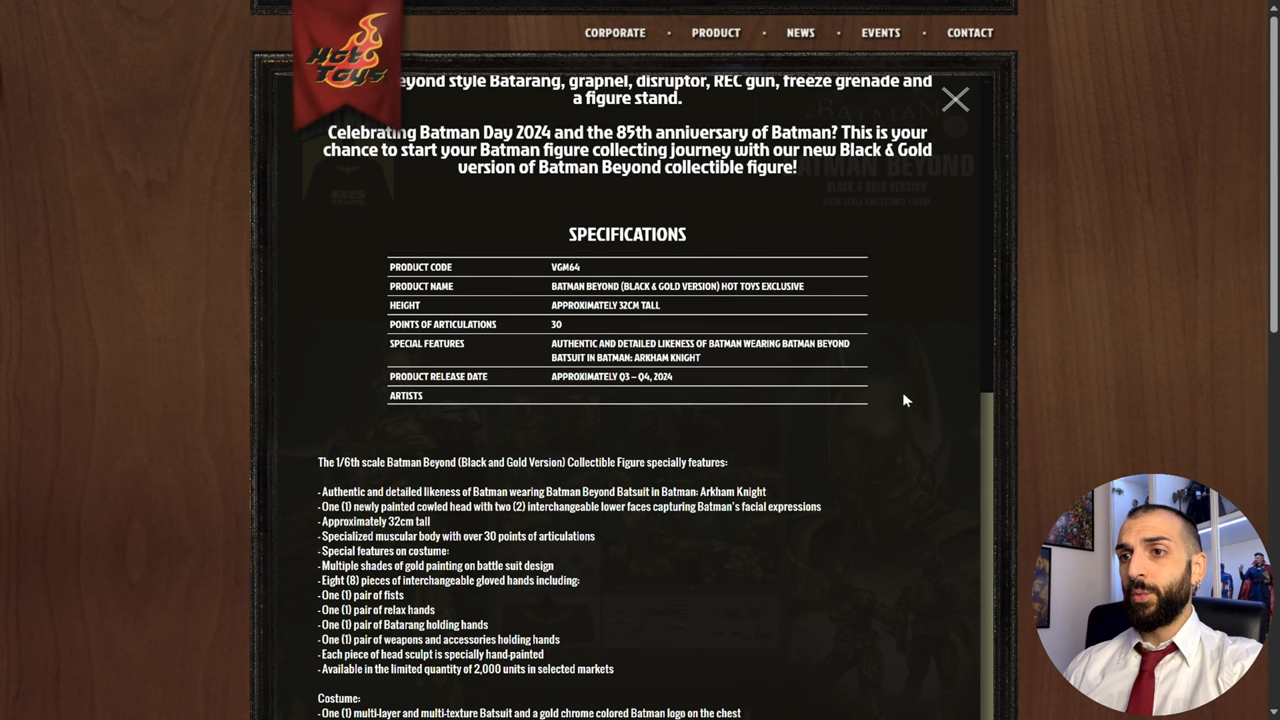 Hot
Toys
CORPORATE • PRODUCT • NEWS • EVENTS • CONTACT
eyond style Batarang, grapnel, disruptor, REC gun, freeze grenade and
a figure stand.
Celebrating Batman Day 2024 and the 85th anniversary of Batman? This is your
chance to start your Batman figure collecting journey with our new Black & Gold
version of Batman Beyond collectible figure!
BATMAN BEYOND
BLACK & GOLD VERSION
SPECIFICATIONS
PRODUCT CODE VGM64
PRODUCT NAME BATMAN BEYOND (BLACK & GOLD VERSION) HOT TOYS EXCLUSIVE
HEIGHT APPROXIMATELY 32CM TALL
POINTS OF ARTICULATIONS 30
SPECIAL FEATURES AUTHENTIC AND DETAILED LIKENESS OF BATMAN WEARING BATMAN BEYOND
BATSUIT IN BATMAN: ARKHAM KNIGHT
PRODUCT RELEASE DATE APPROXIMATELY Q3 – Q4, 2024
ARTISTS
The 1/6th scale Batman Beyond (Black and Gold Version) Collectible Figure specially features:
- Authentic and detailed likeness of Batman wearing Batman Beyond Batsuit in Batman: Arkham Knight
- One (1) newly painted cowled head with two (2) interchangeable lower faces capturing Batman's facial expressions
- Approximately 32cm tall
- Specialized muscular body with over 30 points of articulations
- Special features on costume:
- Multiple shades of gold painting on battle suit design
- Eight (8) pieces of interchangeable gloved hands including:
- One (1) pair of fists
- One (1) pair of relax hands
- One (1) pair of Batarang holding hands
- One (1) pair of weapons and accessories holding hands
- Each piece of head sculpt is specially hand-painted
- Available in the limited quantity of 2,000 units in selected markets
Costume:
- One (1) multi-layer and multi-texture Batsuit and a gold chrome colored Batman logo on the chest